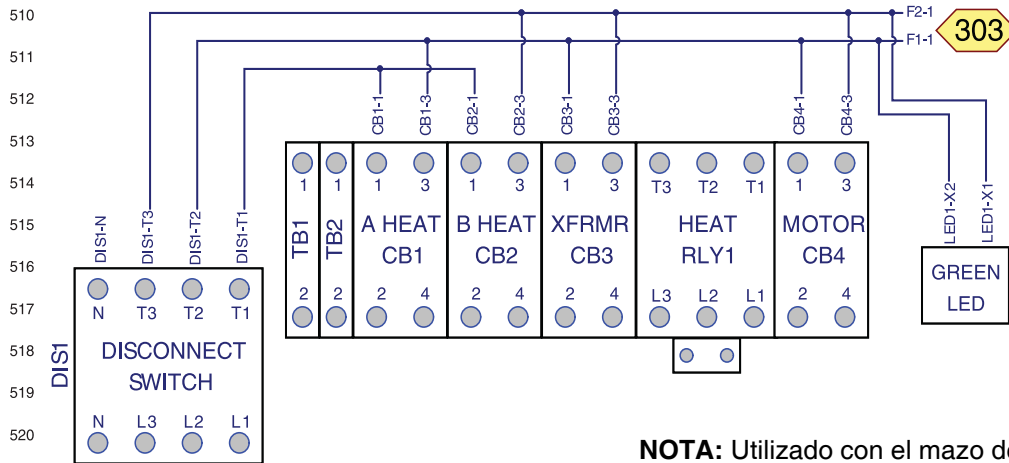 510
F2-1
F1-1
303
511
512
CB1-1
CB1-3
CB2-1
CB2-3
CB3-1
CB3-3
CB4-1
CB4-3
513
514
1
1
1
3
1
3
1
3
T3
T2
T1
1
3
515
DIS1-N
DIS1-T3
DIS1-T2
DIS1-T1
TB1
TB2
A HEAT
CB1
B HEAT
CB2
XFRMR
CB3
HEAT
RLY1
MOTOR
CB4
LED1-X2
LED1-X1
516
GREEN
LED
2
2
2
4
2
4
2
4
L3
L2
L1
2
4
517
N
T3
T2
T1
518
DIS1
DISCONNECT
SWITCH
519
N
L3
L2
L1
520
NOTA: Utilizado con el mazo de